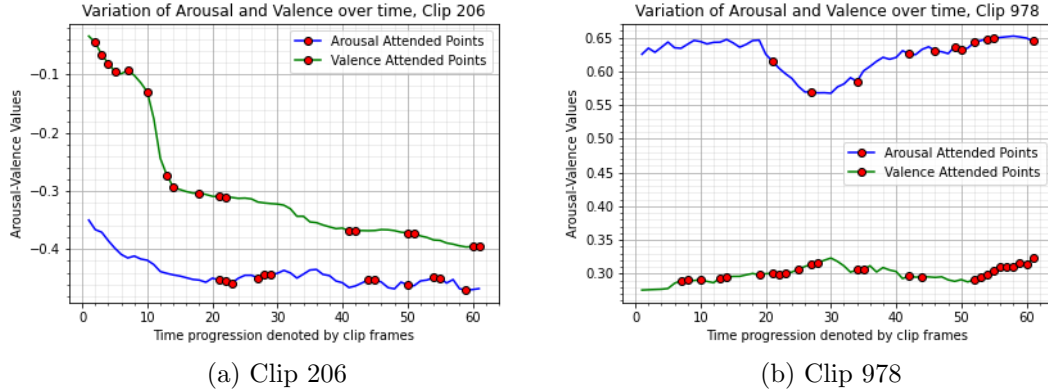 Variation of Arousal and Valence over time, Clip 206
Arousal-Valence Values
−0.1
−0.2
−0.3
−0.4
Arousal Attended Points
Valence Attended Points
0 10 20 30 40 50 60
Time progression denoted by clip frames
(a) Clip 206
Variation of Arousal and Valence over time, Clip 978
Arousal-Valence Values
0.65
0.60
0.55
0.50
0.45
0.40
0.35
0.30
Arousal Attended Points
Valence Attended Points
0 10 20 30 40 50 60
Time progression denoted by clip frames
(b) Clip 978